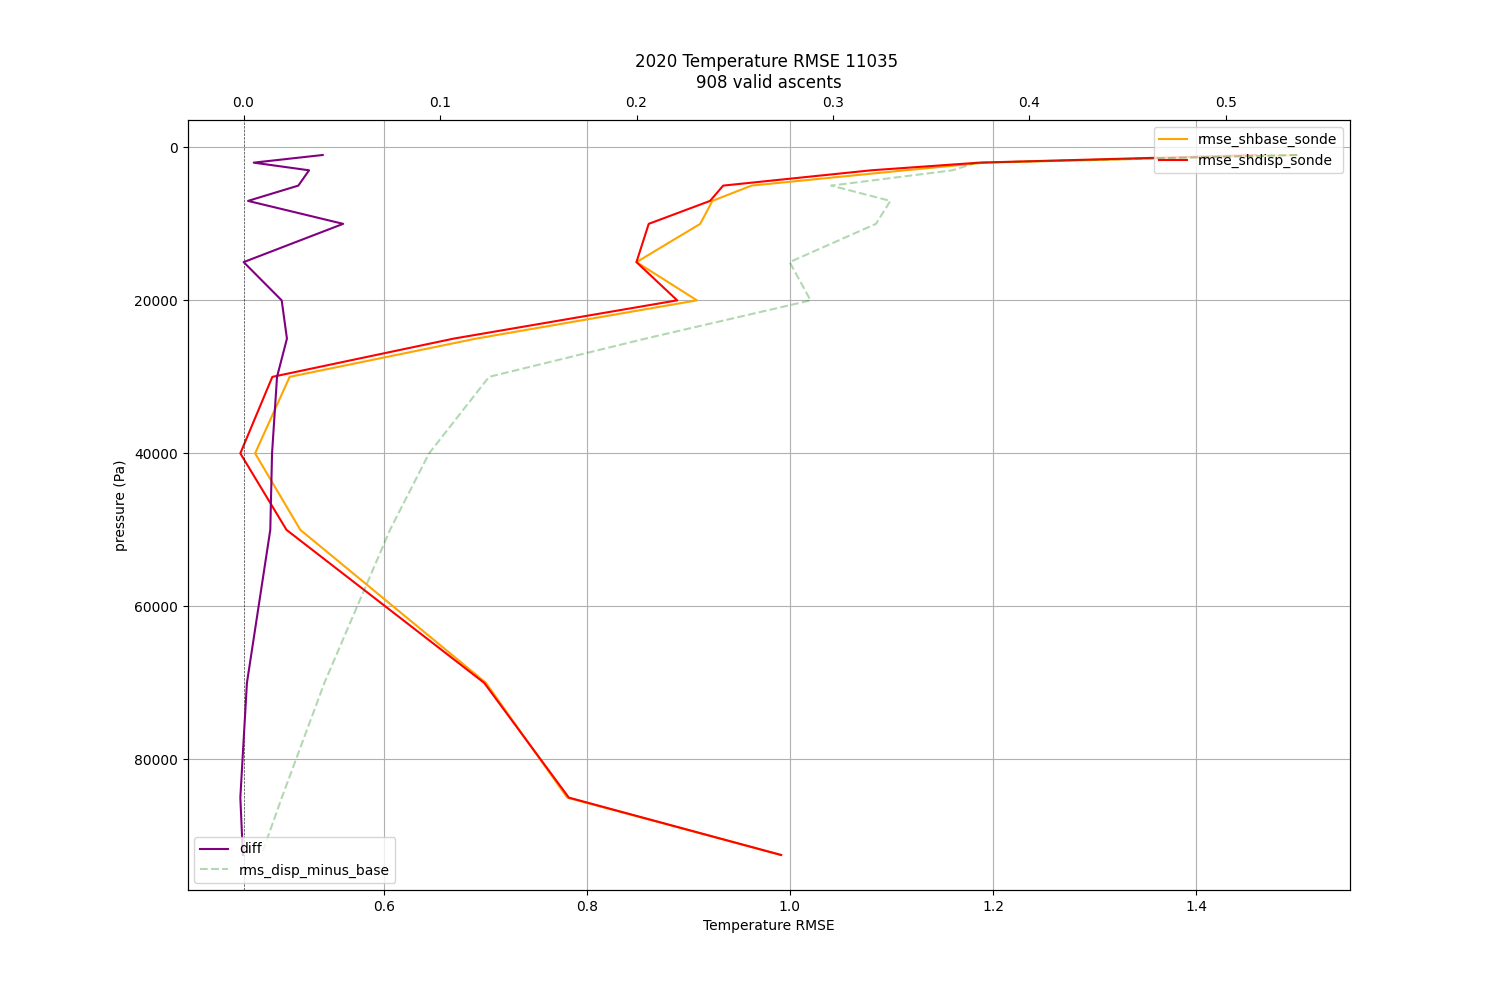 2020 Temperature RMSE 11035
908 valid ascents
0.0 0.1 0.2 0.3 0.4 0.5
rmse_shbase_sonde
rmse_shdisp_sonde
0
20000
40000
60000
80000
pressure (Pa)
diff
rms_disp_minus_base
0.6 0.8 1.0 1.2 1.4
Temperature RMSE